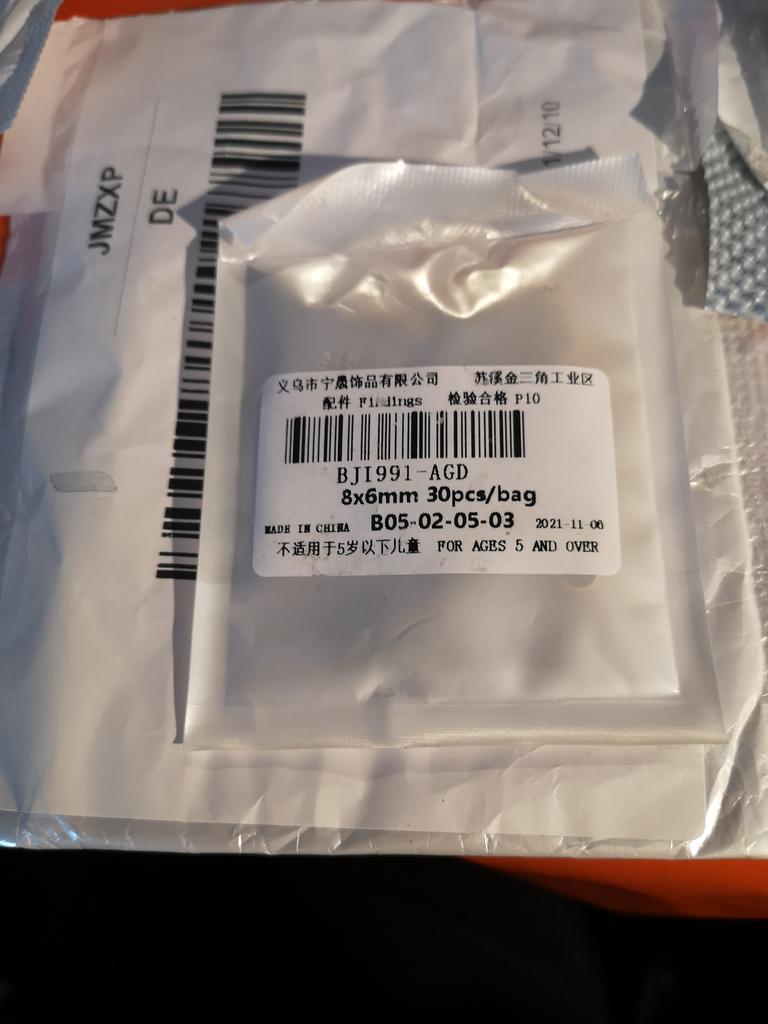 JMZXP
DE
1/12/10
义乌市宁晟饰品有限公司 苏溪金三角工业区
配件 Findings 检验合格 P10
BJI991-AGD
8x6mm 30pcs/bag
MADE IN CHINA B05-02-05-03 2021-11-06
不适用于5岁以下儿童 FOR AGES 5 AND OVER